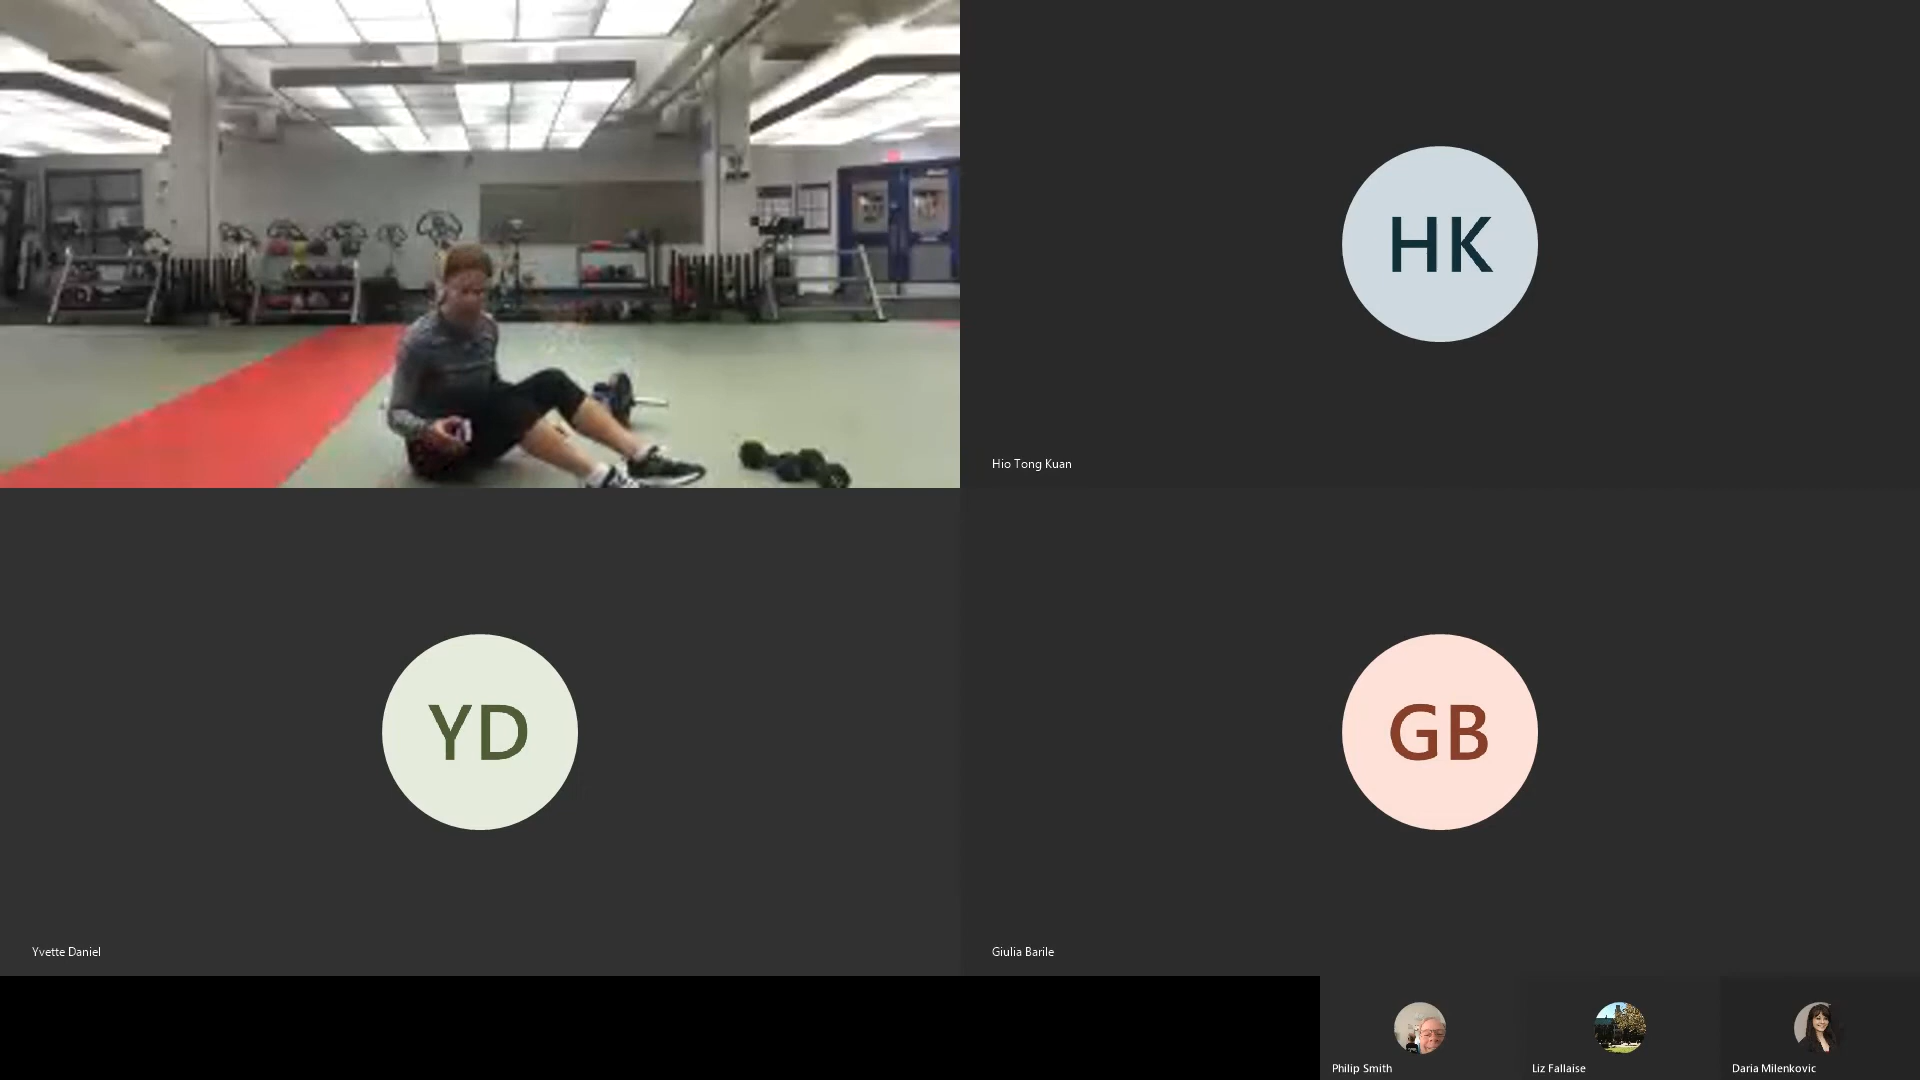 HK
Hio Tong Kuan
YD
GB
Yvette Daniel
Giulia Barile
Philip Smith
Liz Fallaise
Daria Milenkovic